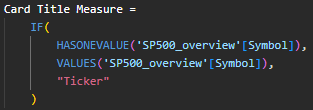 Card Title Measure =
IF(
HASONEVALUE('SP500_overview'[Symbol]),
VALUES('SP500_overview'[Symbol]),
"Ticker"
)